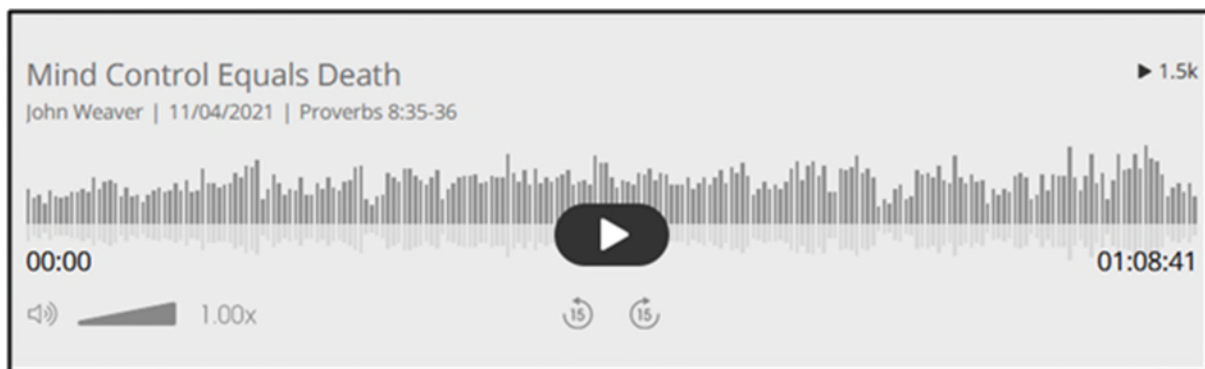 Mind Control Equals Death
1.5k
John Weaver | 11/04/2021 | Proverbs 8:35-36
00:00
01:08:41
1.00x
15
15